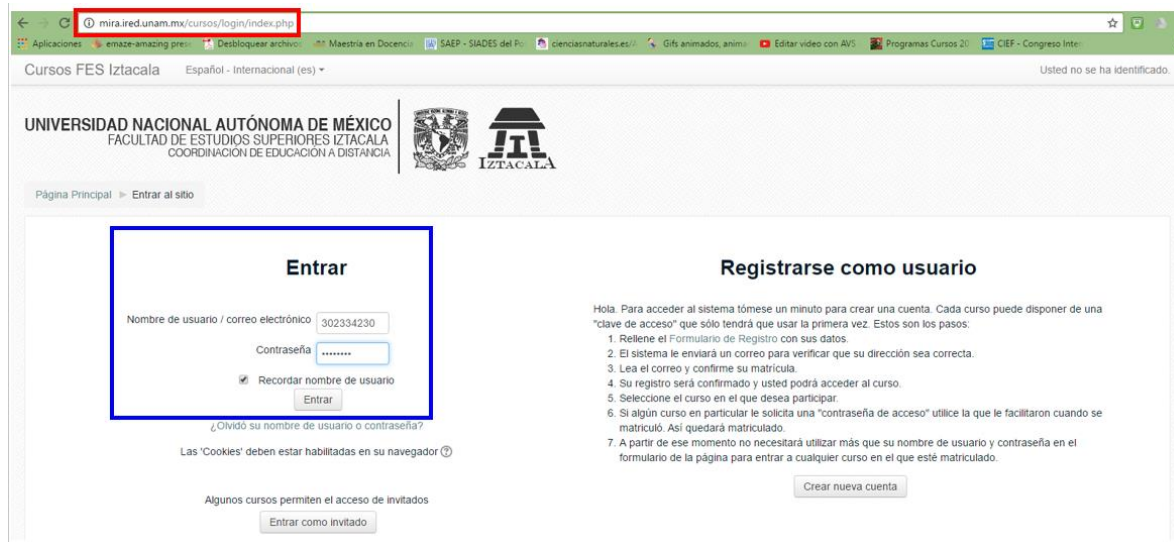 mira.ired.unam.mx/cursos/login/index.php
Aplicaciones emaze-amazing pres Desbloquear archivos Maestria en Docencia SAEP - SIADES del Po cienciasnaturales.es/ Gifs animados, anima Editar video con AVS Programas Cursos 20 CIEF - Congreso Inter
Cursos FES Iztacala Español - Internacional (es) Usted no se ha identificado.
UNIVERSIDAD NACIONAL AUTÓNOMA DE MÉXICO
FACULTAD DE ESTUDIOS SUPERIORES IZTACALA
COORDINACIÓN DE EDUCACIÓN A DISTANCIA
IZTACALA
Página Principal ► Entrar al sitio
Entrar
Nombre de usuario / correo electrónico 302334230
Contraseña ••••••••
Recordar nombre de usuario
Entrar
¿Olvidó su nombre de usuario o contraseña?
Las 'Cookies' deben estar habilitadas en su navegador
Algunos cursos permiten el acceso de invitados
Entrar como invitado
Registrarse como usuario
Hola. Para acceder al sistema tómese un minuto para crear una cuenta. Cada curso puede disponer de una
"clave de acceso" que sólo tendrá que usar la primera vez. Estos son los pasos:
1. Rellene el Formulario de Registro con sus datos.
2. El sistema le enviará un correo para verificar que su dirección sea correcta.
3. Lea el correo y confirme su matrícula.
4. Su registro será confirmado y usted podrá acceder al curso.
5. Seleccione el curso en el que desea participar.
6. Si algún curso en particular le solicita una "contraseña de acceso" utilice la que le facilitaron cuando se
matriculó. Así quedará matriculado.
7. A partir de ese momento no necesitará utilizar más que su nombre de usuario y contraseña en el
formulario de la página para entrar a cualquier curso en el que esté matriculado.
Crear nueva cuenta